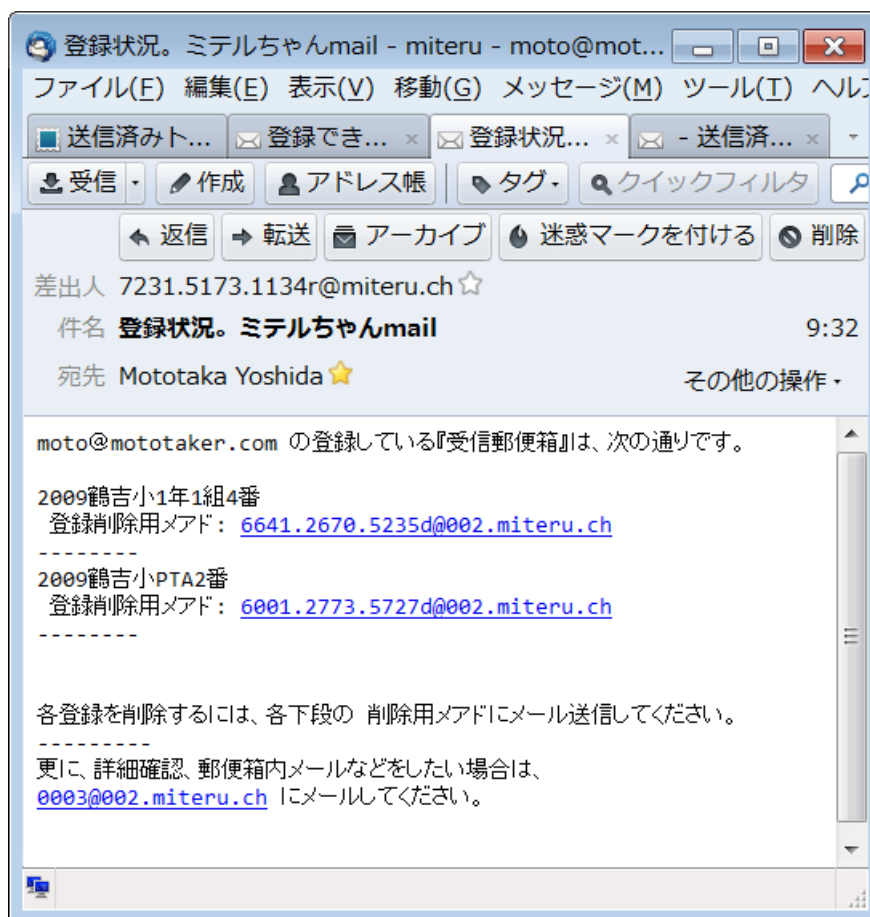 登録状況。ミテルちゃんmail - miteru - moto@mot...
ファイル(F) 編集(E) 表示(V) 移動(G) メッセージ(M) ツール(T)
送信済みト... 登録でき... 登録状況... - 送信済...
受信 作成 アドレス帳 タグ クイックフィルタ
返信 転送 アーカイブ 迷惑マークを付ける 削除
差出人 7231.5173.1134r@miteru.ch
件名 登録状況。ミテルちゃんmail 9:32
宛先 Mototaka Yoshida その他の操作
moto@mototaker.com の登録している『受信郵便箱』は、次の通りです。
2009鶴吉小1年1組4番
登録削除用メアド: 6641.2670.5235d@002.miteru.ch
--------
2009鶴吉小PTA2番
登録削除用メアド: 6001.2773.5727d@002.miteru.ch
--------
各登録を削除するには、各下段の 削除用メアドにメール送信してください。
---------
更に、詳細確認、郵便箱内メールなどをしたい場合は、
0003@002.miteru.ch にメールしてください。